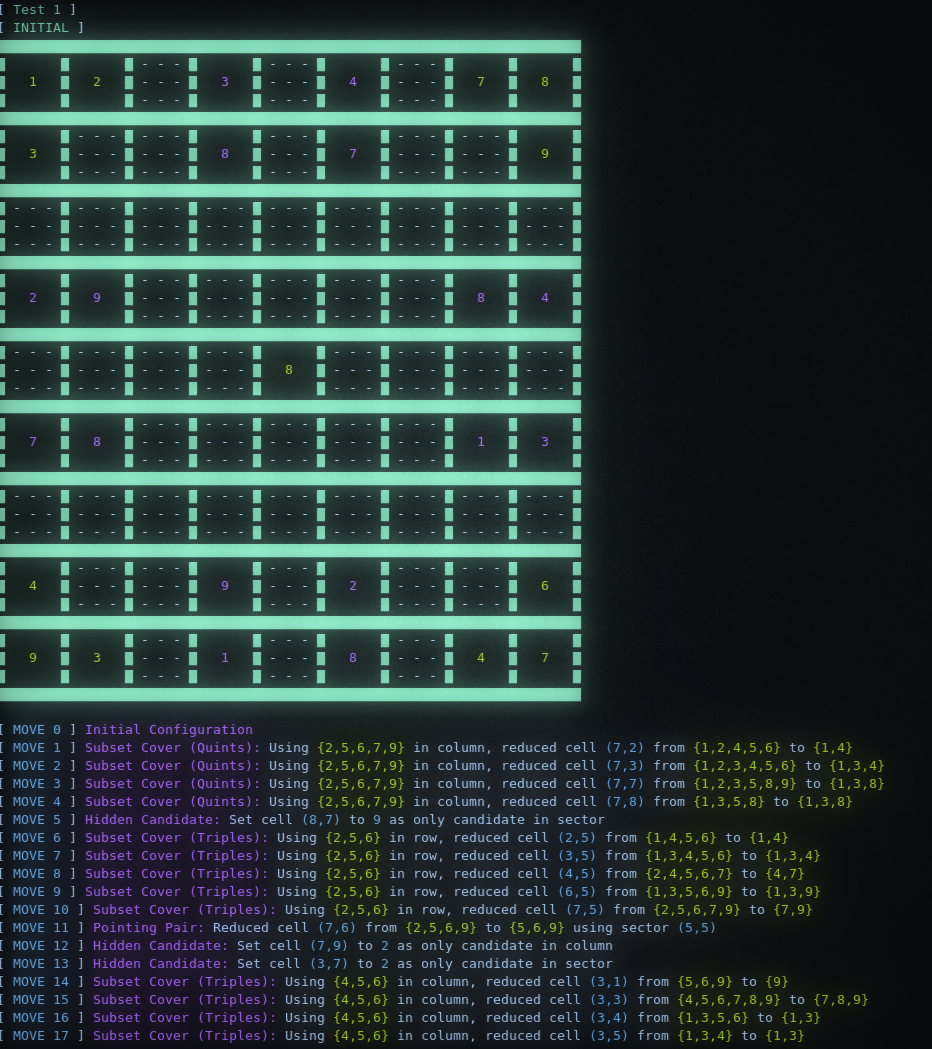 [ Test 1 ]
[ INITIAL ]
1 2 - - - 3 - - - 4 - - - 7 8
3 - - - - - - 8 - - - 7 - - - - - - 9
- - - - - - - - - - - - - - - - - - - - - - - - - - -
2 9 - - - - - - - - - - - - - - - 8 4
- - - - - - - - - - - - 8 - - - - - - - - - - - -
7 8 - - - - - - - - - - - - - - - 1 3
- - - - - - - - - - - - - - - - - - - - - - - - - - -
4 - - - - - - 9 - - - 2 - - - - - - 6
9 3 - - - 1 - - - 8 - - - 4 7
[ MOVE 0 ] Initial Configuration
[ MOVE 1 ] Subset Cover (Quints): Using {2,5,6,7,9} in column, reduced cell (7,2) from {1,2,4,5,6} to {1,4}
[ MOVE 2 ] Subset Cover (Quints): Using {2,5,6,7,9} in column, reduced cell (7,3) from {1,2,3,4,5,6} to {1,3,4}
[ MOVE 3 ] Subset Cover (Quints): Using {2,5,6,7,9} in column, reduced cell (7,7) from {1,2,3,5,8,9} to {1,3,8}
[ MOVE 4 ] Subset Cover (Quints): Using {2,5,6,7,9} in column, reduced cell (7,8) from {1,3,5,8} to {1,3,8}
[ MOVE 5 ] Hidden Candidate: Set cell (8,7) to 9 as only candidate in sector
[ MOVE 6 ] Subset Cover (Triples): Using {2,5,6} in row, reduced cell (2,5) from {1,4,5,6} to {1,4}
[ MOVE 7 ] Subset Cover (Triples): Using {2,5,6} in row, reduced cell (3,5) from {1,3,4,5,6} to {1,3,4}
[ MOVE 8 ] Subset Cover (Triples): Using {2,5,6} in row, reduced cell (4,5) from {2,4,5,6,7} to {4,7}
[ MOVE 9 ] Subset Cover (Triples): Using {2,5,6} in row, reduced cell (6,5) from {1,3,5,6,9} to {1,3,9}
[ MOVE 10 ] Subset Cover (Triples): Using {2,5,6} in row, reduced cell (7,5) from {2,5,6,7,9} to {7,9}
[ MOVE 11 ] Pointing Pair: Reduced cell (7,6) from {2,5,6,9} to {5,6,9} using sector (5,5)
[ MOVE 12 ] Hidden Candidate: Set cell (7,9) to 2 as only candidate in column
[ MOVE 13 ] Hidden Candidate: Set cell (3,7) to 2 as only candidate in sector
[ MOVE 14 ] Subset Cover (Triples): Using {4,5,6} in column, reduced cell (3,1) from {5,6,9} to {9}
[ MOVE 15 ] Subset Cover (Triples): Using {4,5,6} in column, reduced cell (3,3) from {4,5,6,7,8,9} to {7,8,9}
[ MOVE 16 ] Subset Cover (Triples): Using {4,5,6} in column, reduced cell (3,4) from {1,3,5,6} to {1,3}
[ MOVE 17 ] Subset Cover (Triples): Using {4,5,6} in column, reduced cell (3,5) from {1,3,4} to {1,3}